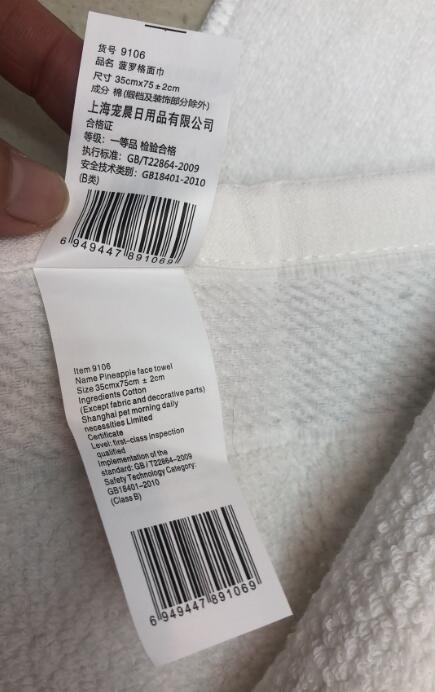 货号 9106
品名 菠罗格面巾
尺寸 35cmx75±2cm
成分 棉(缎档及装饰部分除外)
上海宠晨日用品有限公司
合格证
等级：一等品 检验合格
执行标准：GB/T22864-2009
安全技术类别：GB18401-2010
(B类)
6 949447 891069
Item 9106
Name Pineapple face towel
Size 35cmx75cm ± 2cm
Ingredients Cotton
(Except fabric and decorative parts)
Shanghai pet morning daily
necessities Limited
Certificate
Level: first-class inspection
qualified
Implementation of the
standard: GB/T22864-2009
Safety Technology Category:
GB18401-2010
(Class B)
6 949447 891069